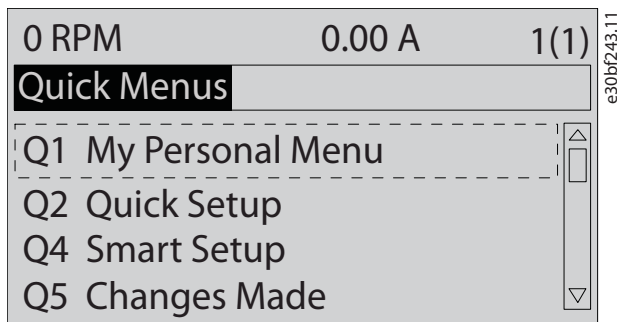 0 RPM 0.00 A 1(1)
Quick Menus
Q1 My Personal Menu
Q2 Quick Setup
Q4 Smart Setup
Q5 Changes Made
e30bf243.11